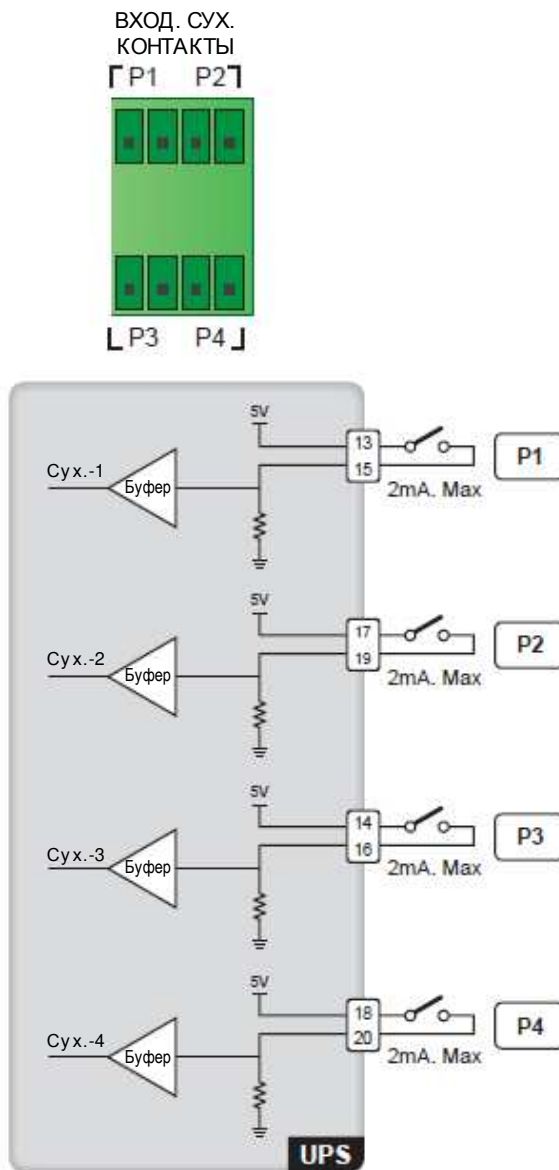 ВХОД. СУХ.
КОНТАКТЫ
P1 P2
P3 P4
5V
13
15
P1
Сух.-1
Буфер
2mA. Max
5V
17
19
P2
Сух.-2
Буфер
2mA. Max
5V
14
16
P3
Сух.-3
Буфер
2mA. Max
5V
18
20
P4
Сух.-4
Буфер
2mA. Max
UPS